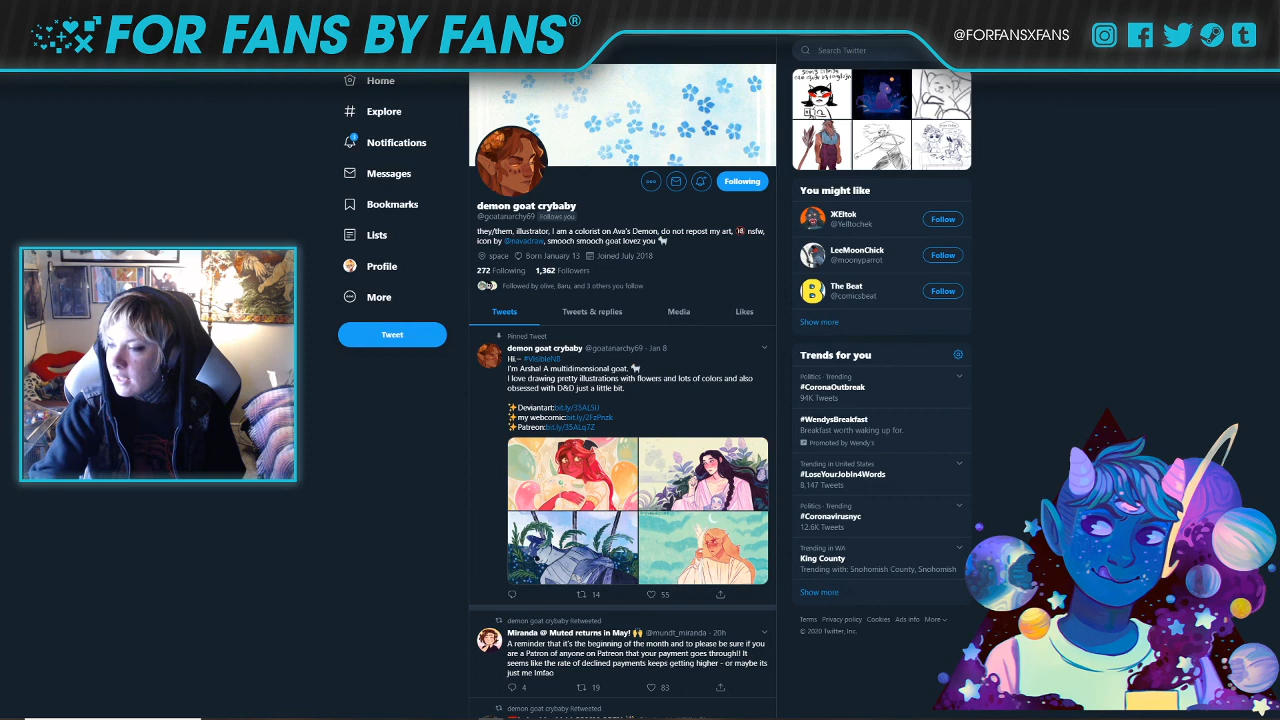 FOR FANS BY FANS®
@FORFANSXFANS
Home
Explore
Notifications
Messages
Bookmarks
Lists
Profile
More
Tweet
Following
demon goat crybaby
@goatanarchy69 Follows you
they/them, illustrator, I am a colorist on Ava's Demon, do not repost my art, 🔞 nsfw,
icon by @navadraw, smooch smooch goat lovez you 🐐
space Born January 13 Joined July 2018
272 Following 1,362 Followers
Followed by olive, Baru, and 3 others you follow
Tweets Tweets & replies Media Likes
Pinned Tweet
demon goat crybaby @goatanarchy69 · Jan 8
Hi.~ #VisibleNB
I'm Arsha! A multidimensional goat. 🐐
I love drawing pretty illustrations with flowers and lots of colors and also
obsessed with D&D just a little bit.
✨Deviantart:bit.ly/35AL5IJ
✨my webcomic:bit.ly/2FzPnzk
✨Patreon:bit.ly/35ALq7Z
14 55
demon goat crybaby Retweeted
Miranda @ Muted returns in May! 🙌 @mundt_miranda · 20h
A reminder that it's the beginning of the month and to please be sure if you
are a Patron of anyone on Patreon that your payment goes through!! It
seems like the rate of declined payments keeps getting higher - or maybe its
just me lmfao
4 19 83
demon goat crybaby Retweeted
Search Twitter
You might like
ЖEltok
@Yelltochek
Follow
LeeMoonChick
@moonyparrot
Follow
The Beat
@comicsbeat
Follow
Show more
Trends for you
Politics · Trending
#CoronaOutbreak
94K Tweets
#WendysBreakfast
Breakfast worth waking up for.
Promoted by Wendy's
Trending in United States
#LoseYourJobIn4Words
8,147 Tweets
Politics · Trending
#Coronavirusnyc
12.6K Tweets
Trending in WA
King County
Trending with: Snohomish County, Snohomish
Show more
Terms Privacy policy Cookies Ads info More
© 2020 Twitter, Inc.